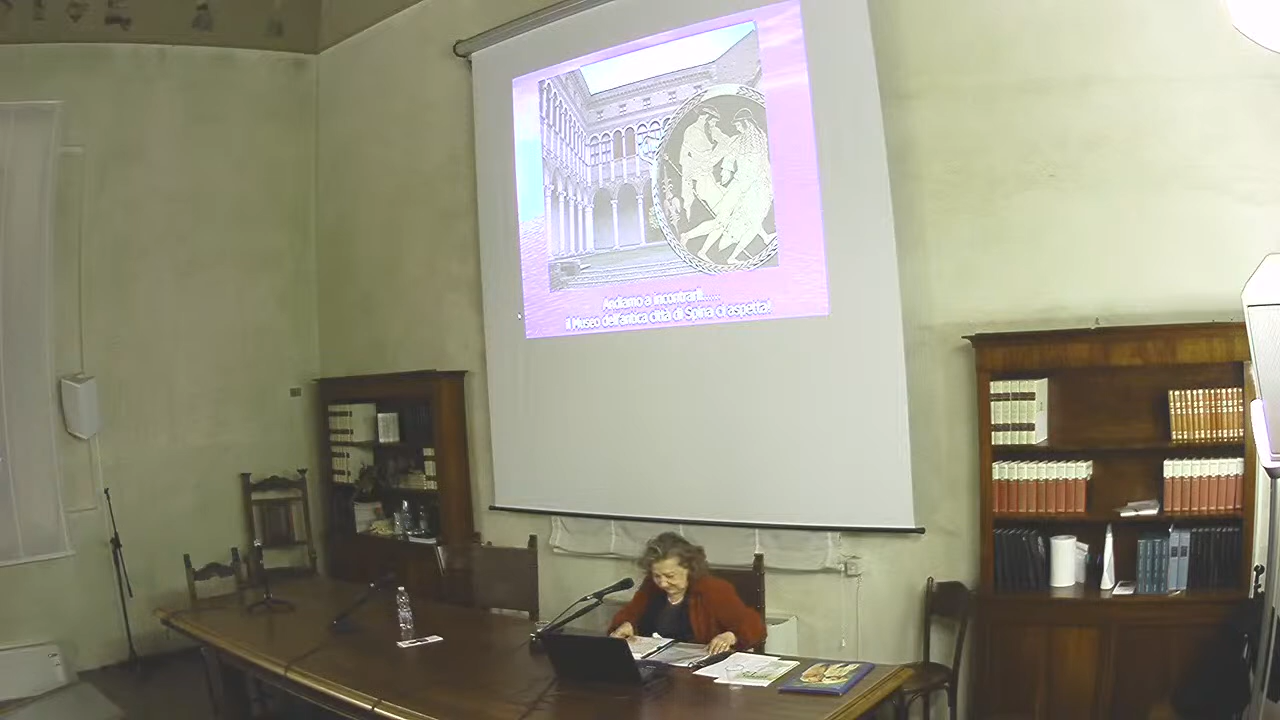 Andiamo a incontrarli......
il Museo dell'antica città di Spina ci aspetta!